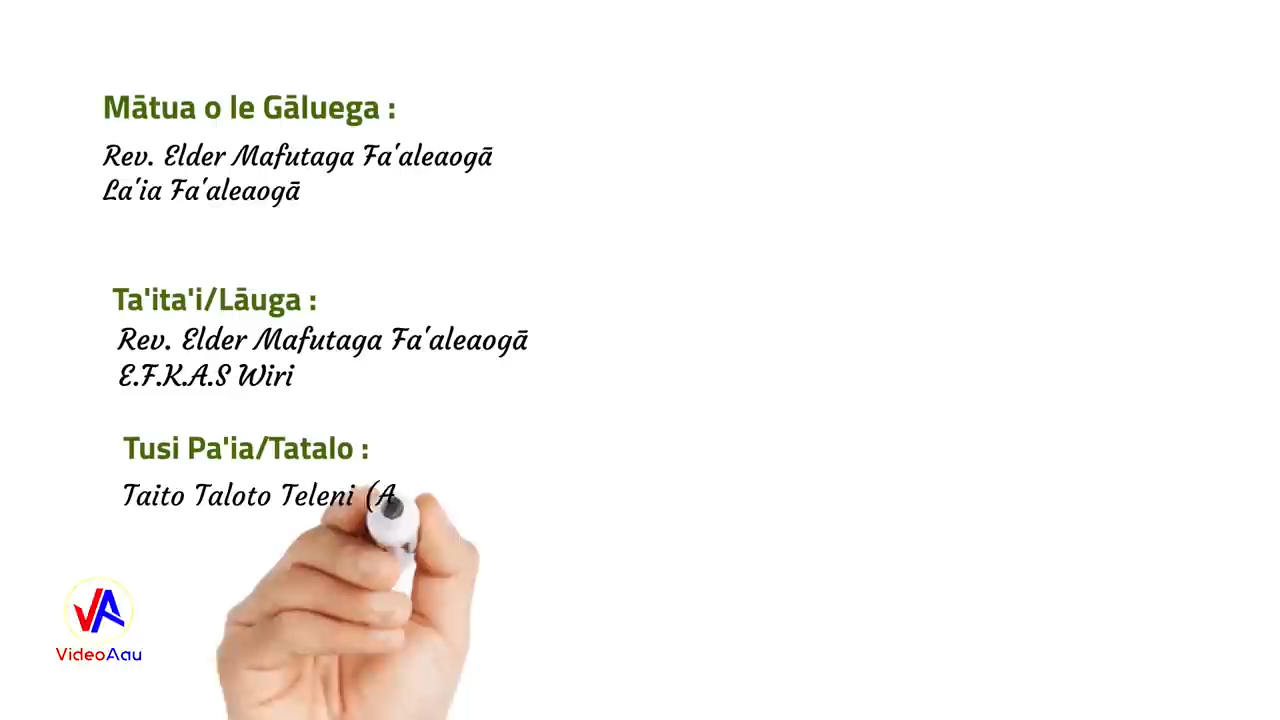 Mātua o le Gāluega :
Rev. Elder Mafutaga Fa'aleaogā
La'ia Fa'aleaogā
Ta'ita'i/Lāuga :
Rev. Elder Mafutaga Fa'aleaogā
E.F.K.A.S Wiri
Tusi Pa'ia/Tatalo :
Taito Taloto Teleni (A
VA
VideoAau